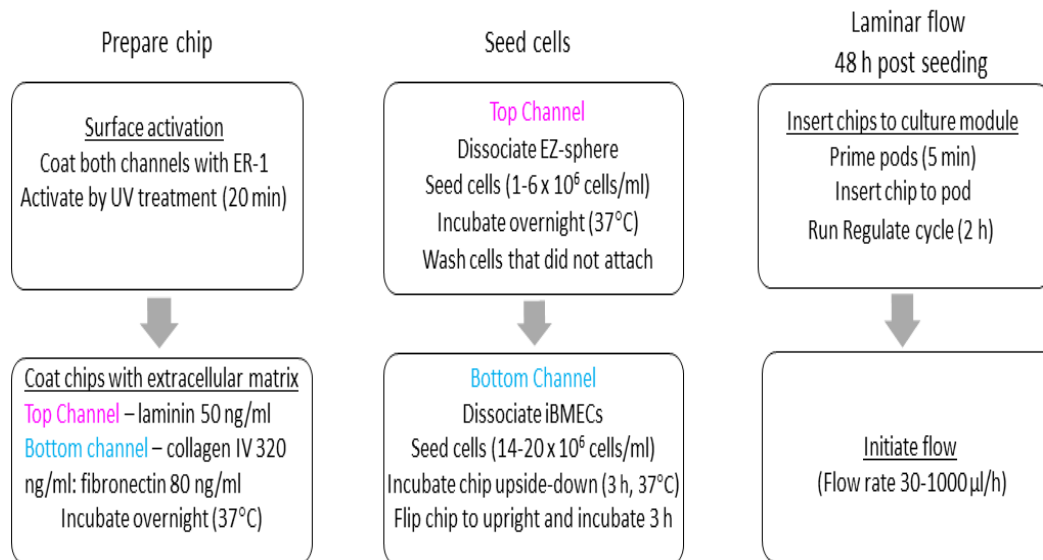 Prepare chip
Surface activation
Coat both channels with ER-1
Activate by UV treatment (20 min)
Coat chips with extracellular matrix
Top Channel – laminin 50 ng/ml
Bottom channel – collagen IV 320
ng/ml: fibronectin 80 ng/ml
Incubate overnight (37°C)
Seed cells
Top Channel
Dissociate EZ-sphere
Seed cells (1-6 x 10⁶ cells/ml)
Incubate overnight (37°C)
Wash cells that did not attach
Bottom Channel
Dissociate iBMECs
Seed cells (14-20 x 10⁶ cells/ml)
Incubate chip upside-down (3 h, 37°C)
Flip chip to upright and incubate 3 h
Laminar flow
48 h post seeding
Insert chips to culture module
Prime pods (5 min)
Insert chip to pod
Run Regulate cycle (2 h)
Initiate flow
(Flow rate 30-1000 µl/h)